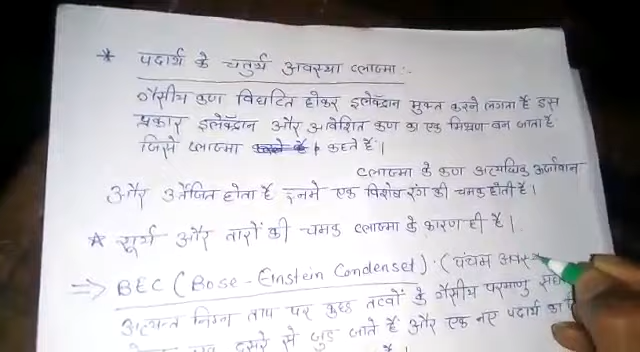 * पदार्थ के चतुर्थ अवस्था प्लाज्मा :-
गैसीय कण विघटित होकर इलेक्ट्रान मुक्त करने लगता है इस
प्रकार इलेक्ट्रान और आवेशित कण का एक मिश्रण बन जाता है
जिसे प्लाज्मा कहते हैं।
प्लाज्मा के कण अत्यधिक ऊर्जावान
और उत्तेजित होता है इनमे एक विशेष रंग की चमक होती है।
* सूर्य और तारों की चमक प्लाज्मा के कारण ही है।
⇒ BEC (Bose-Einstein Condenset) : (पंचम अवस्
अत्यन्त निम्न ताप पर कुछ तत्वों के गैसीय परमाणु
दूसरे से जुड़ जाते हैं और एक नए पदार्थ का